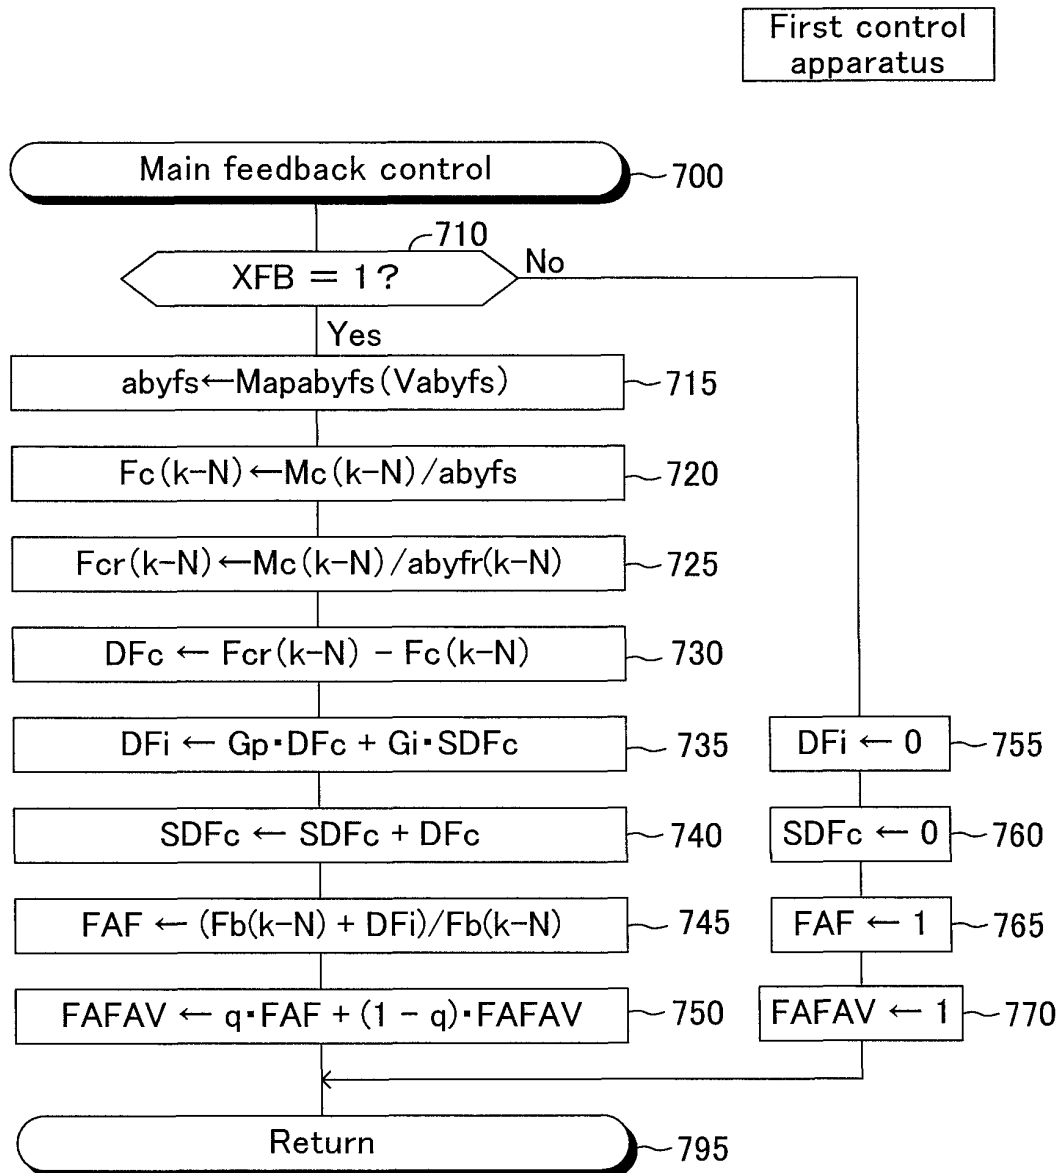 First control
apparatus
Main feedback control
700
710
XFB = 1?
No
Yes
abyfs←Mapabyfs(Vabyfs)
715
Fc(k-N)←Mc(k-N)/abyfs
720
Fcr(k-N)←Mc(k-N)/abyfr(k-N)
725
DFc ← Fcr(k-N) - Fc(k-N)
730
DFi ← Gp·DFc + Gi·SDFc
735
DFi ← 0
755
SDFc ← SDFc + DFc
740
SDFc ← 0
760
FAF ← (Fb(k-N) + DFi)/Fb(k-N)
745
FAF ← 1
765
FAFAV ← q·FAF + (1 - q)·FAFAV
750
FAFAV ← 1
770
Return
795